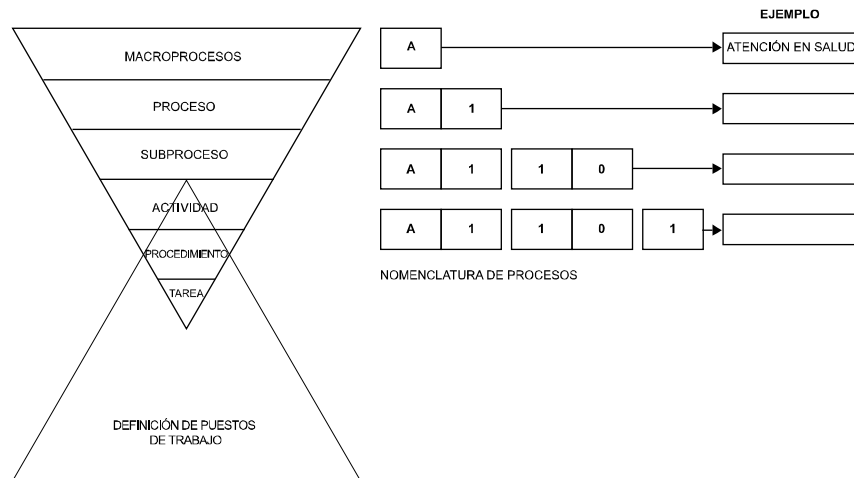 EJEMPLO
MACROPROCESOS
A
ATENCIÓN EN SALUD
PROCESO
A 1
SUBPROCESO
A 1 1 0
ACTIVIDAD
A 1 1 0 1
PROCEDIMIENTO
NOMENCLATURA DE PROCESOS
TAREA
DEFINICIÓN DE PUESTOS
DE TRABAJO